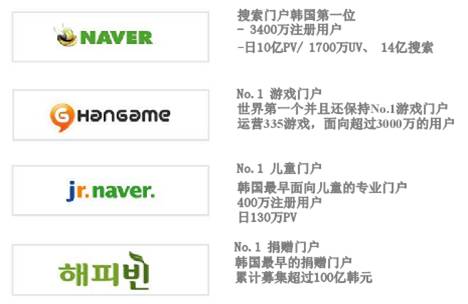 NAVER
搜索门户韩国第一位
- 3400万注册用户
-日10亿PV/ 1700万UV、 14亿搜索
Hangame
No.1 游戏门户
世界第一个并且还保持No.1游戏门户
运营335游戏，面向超过3000万的用户
jr.naver.
No.1 儿童门户
韩国最早面向儿童的专业门户
400万注册用户
日130万PV
해피빈
No.1 捐赠门户
韩国最早的捐赠门户
累计募集超过100亿韩元